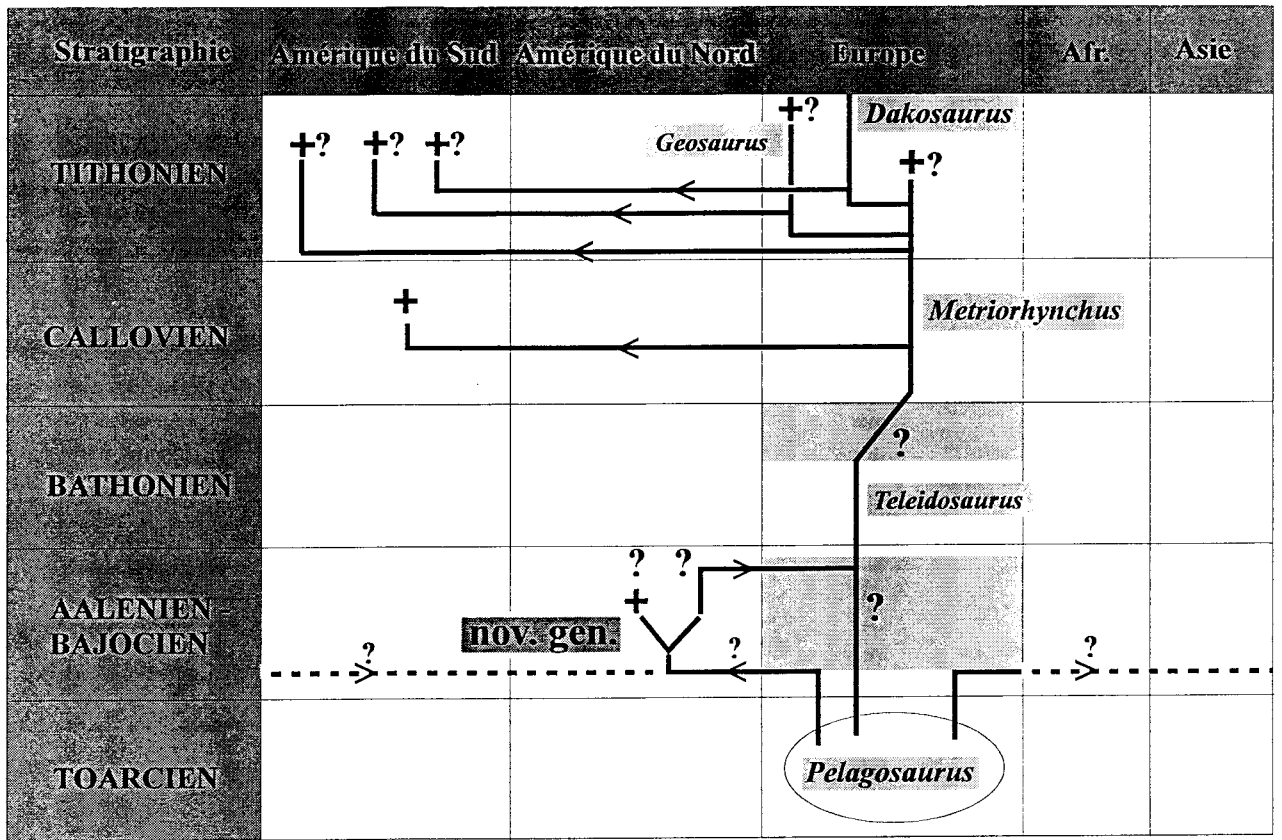 Stratigraphie Amérique du Sud Amérique du Nord Europe Afr. Asie
TITHONIEN
+? +? +?
Geosaurus
+?
Dakosaurus
+?
CALLOVIEN
+
Metriorhynchus
BATHONIEN
?
Teleidosaurus
AALENIEN -
BAJOCIEN
? ?
+
nov. gen.
?
? ? ?
TOARCIEN
Pelagosaurus